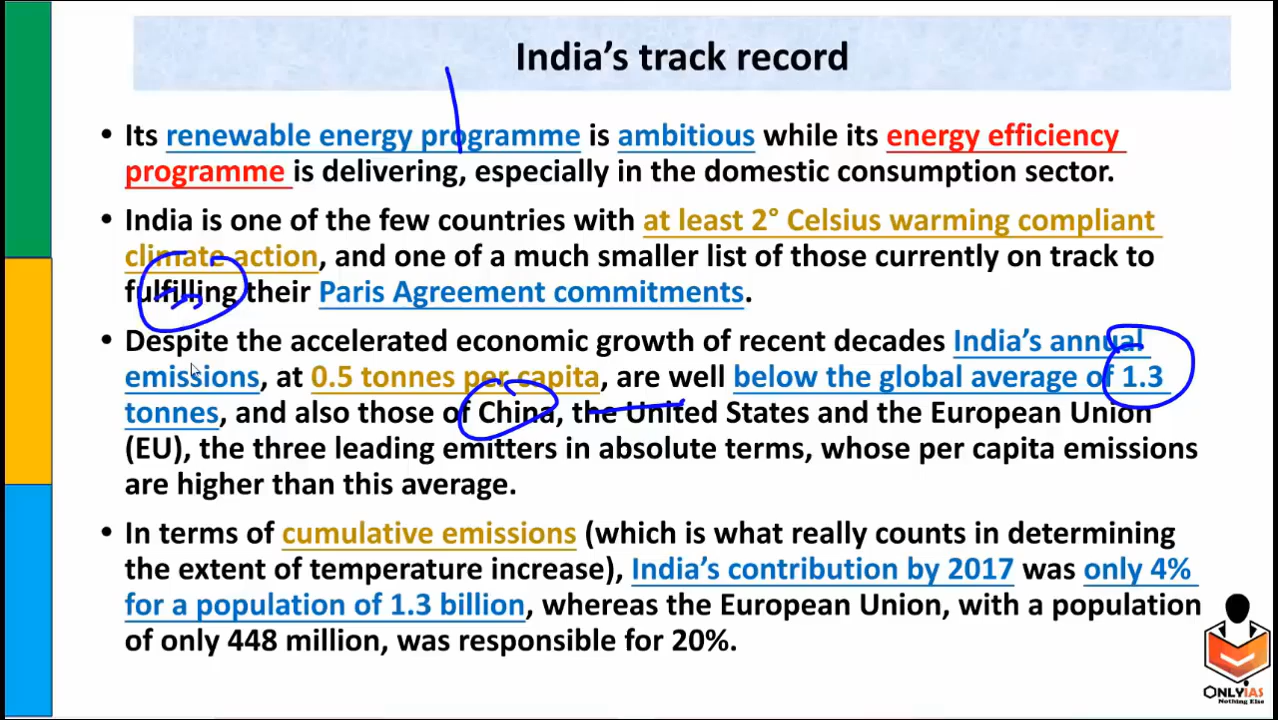 India’s track record
• Its renewable energy programme is ambitious while its energy efficiency
programme is delivering, especially in the domestic consumption sector.
• India is one of the few countries with at least 2° Celsius warming compliant
climate action, and one of a much smaller list of those currently on track to
fulfilling their Paris Agreement commitments.
• Despite the accelerated economic growth of recent decades India’s annual
emissions, at 0.5 tonnes per capita, are well below the global average of 1.3
tonnes, and also those of China, the United States and the European Union
(EU), the three leading emitters in absolute terms, whose per capita emissions
are higher than this average.
• In terms of cumulative emissions (which is what really counts in determining
the extent of temperature increase), India’s contribution by 2017 was only 4%
for a population of 1.3 billion, whereas the European Union, with a population
of only 448 million, was responsible for 20%.
ONLYIAS
Nothing Else